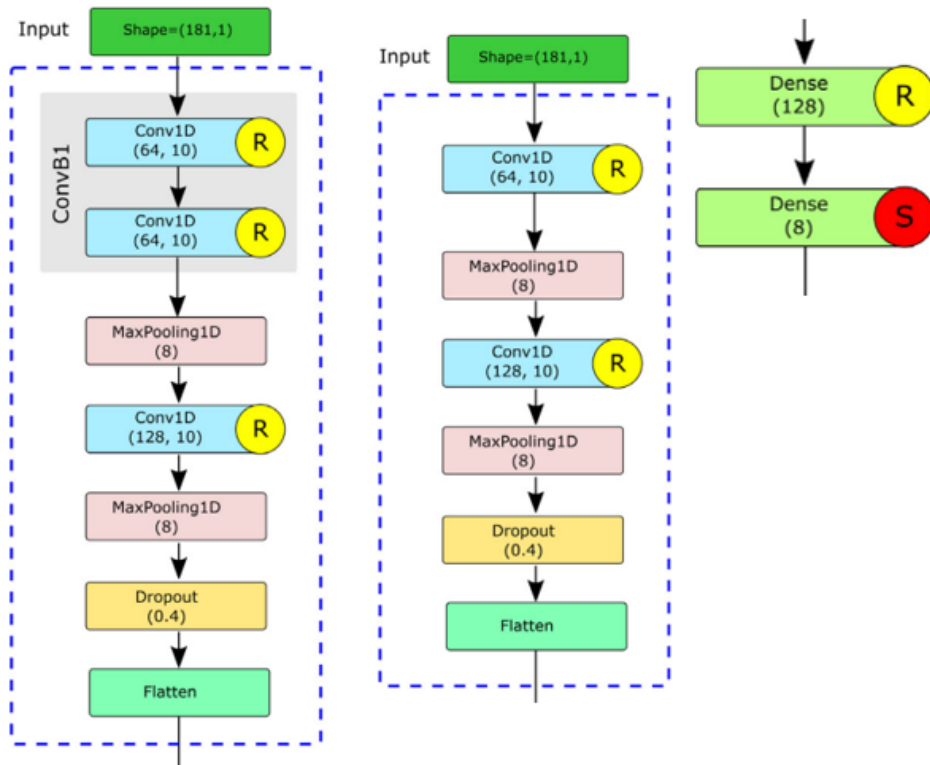 Input
Shape=(181,1)
ConvB1
Conv1D
(64, 10)
R
Conv1D
(64, 10)
R
MaxPooling1D
(8)
Conv1D
(128, 10)
R
MaxPooling1D
(8)
Dropout
(0.4)
Flatten
Input
Shape=(181,1)
Conv1D
(64, 10)
R
MaxPooling1D
(8)
Conv1D
(128, 10)
R
MaxPooling1D
(8)
Dropout
(0.4)
Flatten
Dense
(128)
R
Dense
(8)
S